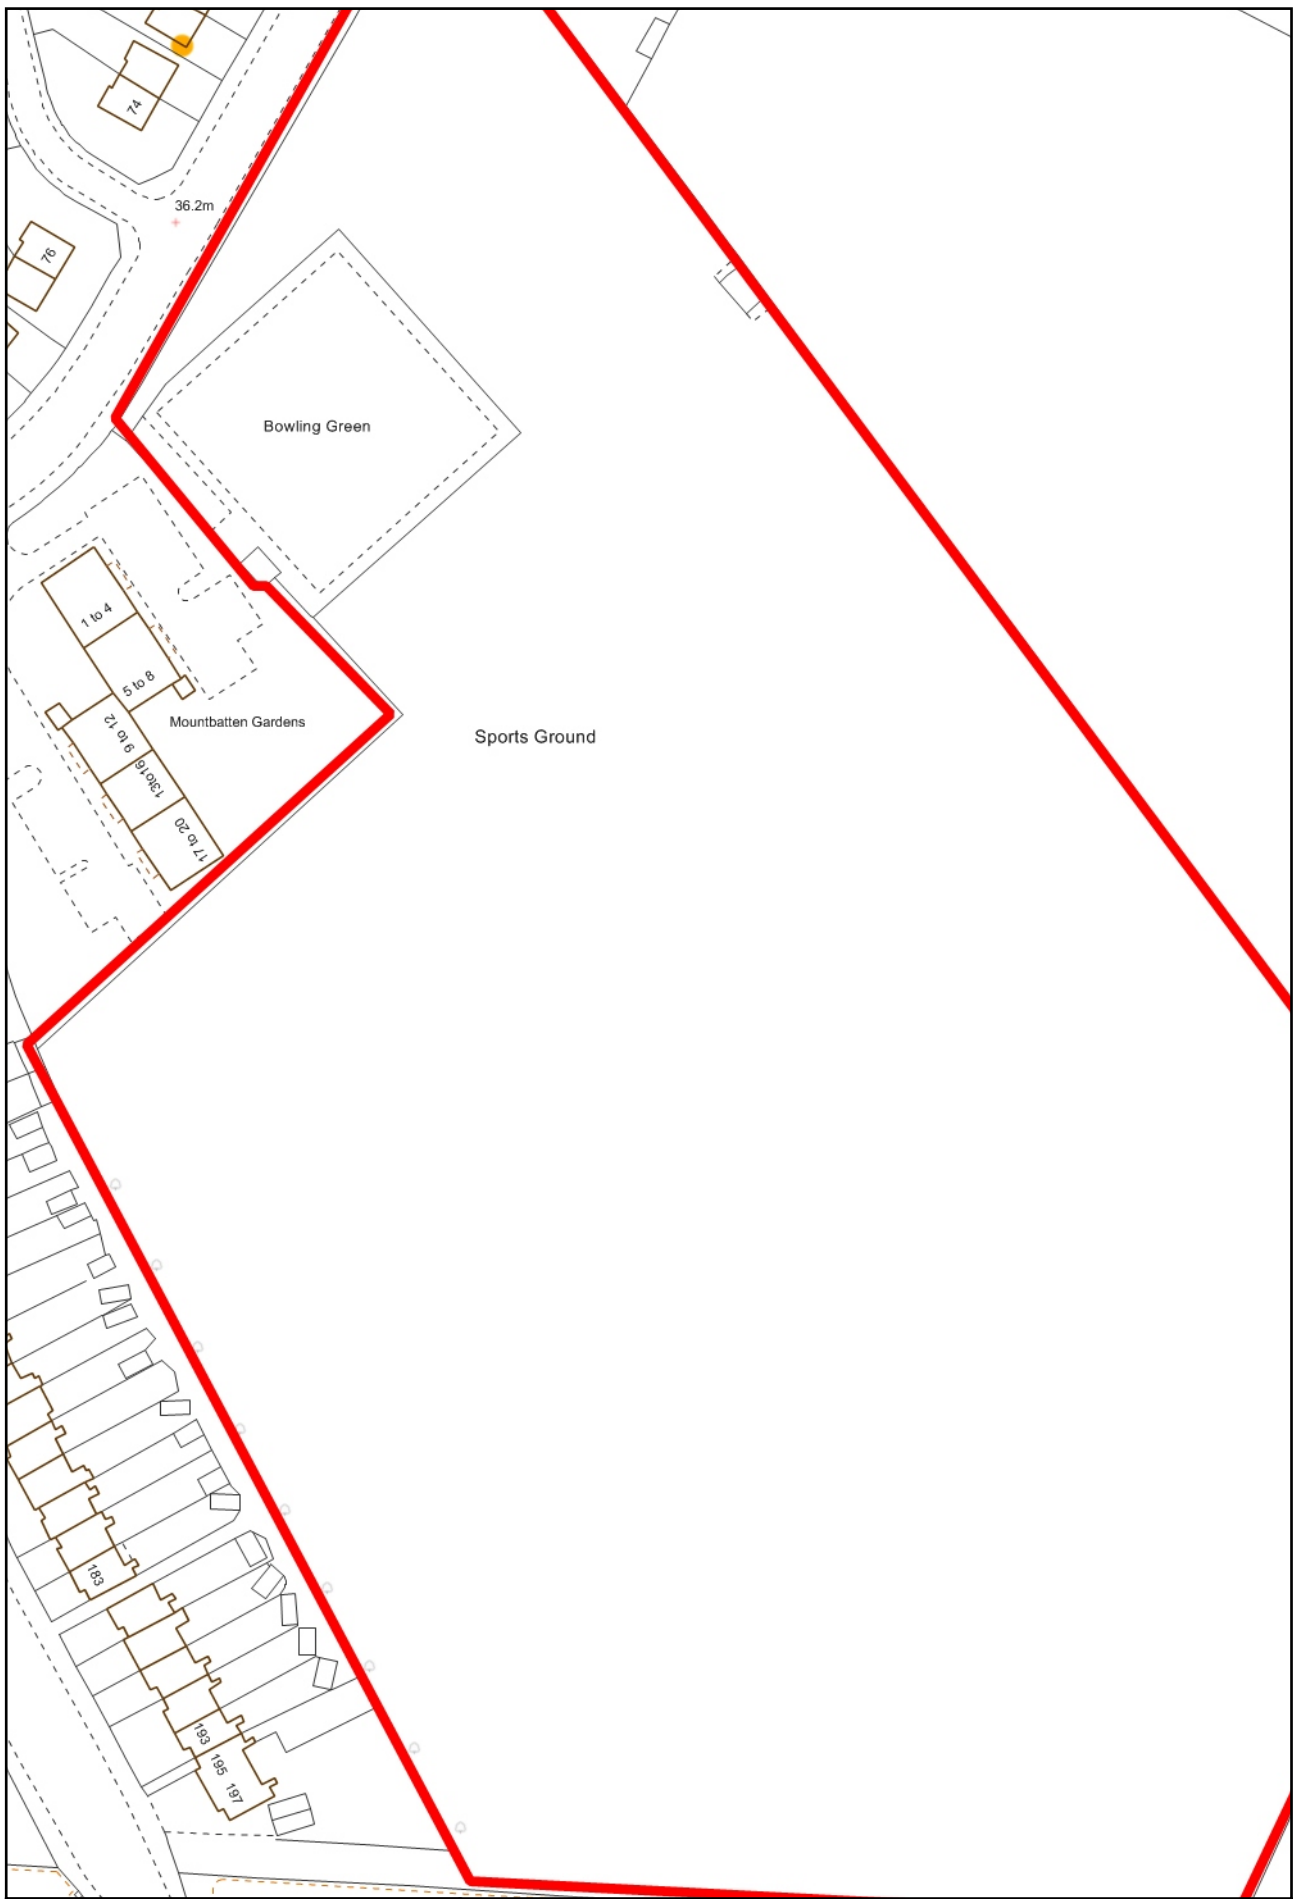 74
36.2m
76
Bowling Green
1 to 4
5 to 8
Mountbatten Gardens
9 to 12
Sports Ground
13to16
17 to 20
183
193
195
197